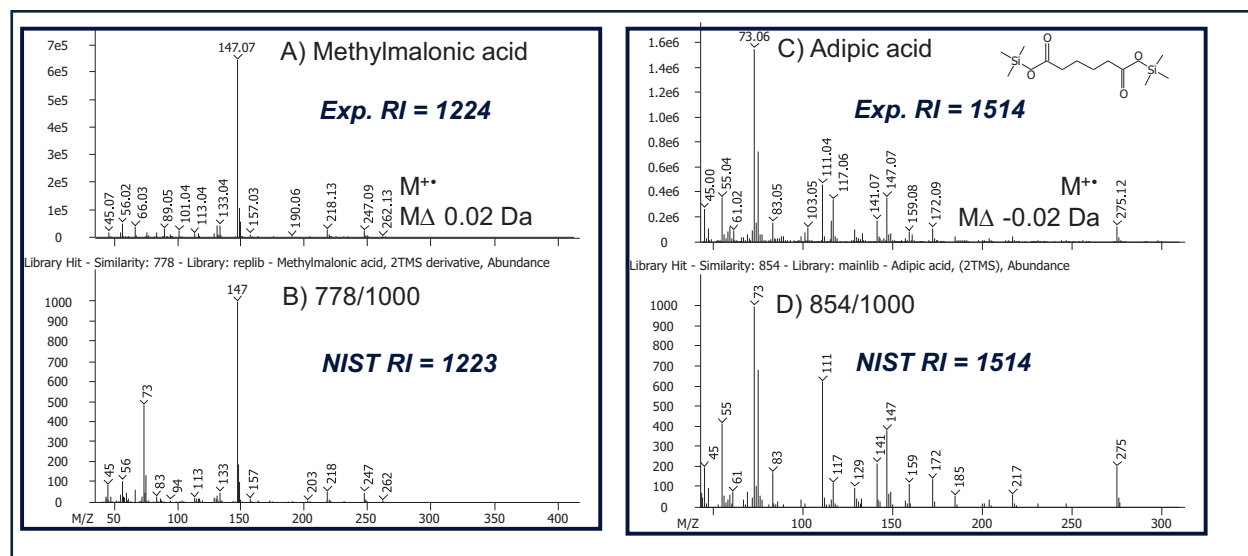 A) Methylmalonic acid
Exp. RI = 1224
M+•
MΔ 0.02 Da
7e5
6e5
5e5
4e5
3e5
2e5
1e5
0
45.07
56.02
66.03
89.05
101.04
113.04
133.04
147.07
157.03
190.06
218.13
247.09
262.13
Library Hit - Similarity: 778 - Library: replib - Methylmalonic acid, 2TMS derivative, Abundance
B) 778/1000
NIST RI = 1223
1000
900
800
700
600
500
400
300
200
100
0
45
56
73
83
94
113
133
147
157
203
218
247
262
M/Z 50 100 150 200 250 300 350 400
C) Adipic acid
Si
O
O
O
O
Si
Exp. RI = 1514
M+•
MΔ -0.02 Da
1.6e6
1.4e6
1.2e6
1.0e6
0.8e6
0.6e6
0.4e6
0.2e6
0
45.00
55.04
61.02
73.06
83.05
103.05
111.04
117.06
141.07
147.07
159.08
172.09
275.12
Library Hit - Similarity: 854 - Library: mainlib - Adipic acid, (2TMS), Abundance
D) 854/1000
NIST RI = 1514
1000
900
800
700
600
500
400
300
200
100
0
45
55
61
73
83
111
117
129
141
147
159
172
185
217
275
M/Z 100 150 200 250 300